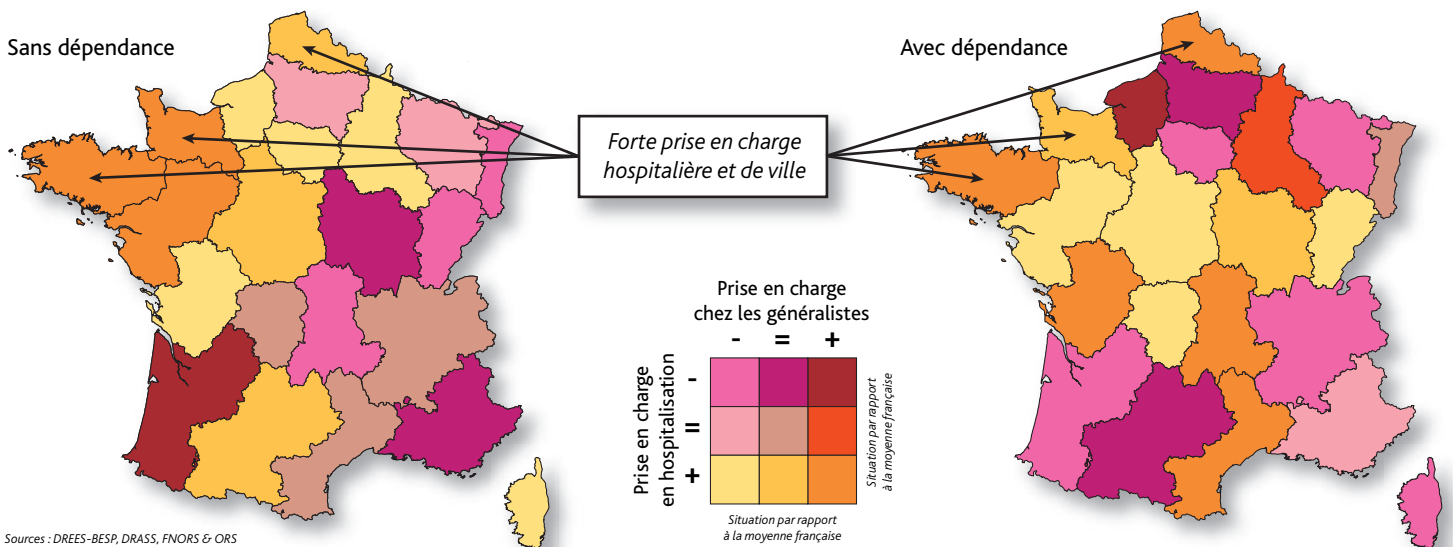 Sans dépendance
Avec dépendance
Forte prise en charge
hospitalière et de ville
Prise en charge
chez les généralistes
- = +
Prise en charge
en hospitalisation
-
=
+
Situation par rapport
à la moyenne française
Situation par rapport
à la moyenne française
Sources : DREES-BESP, DRASS, FNORS & ORS